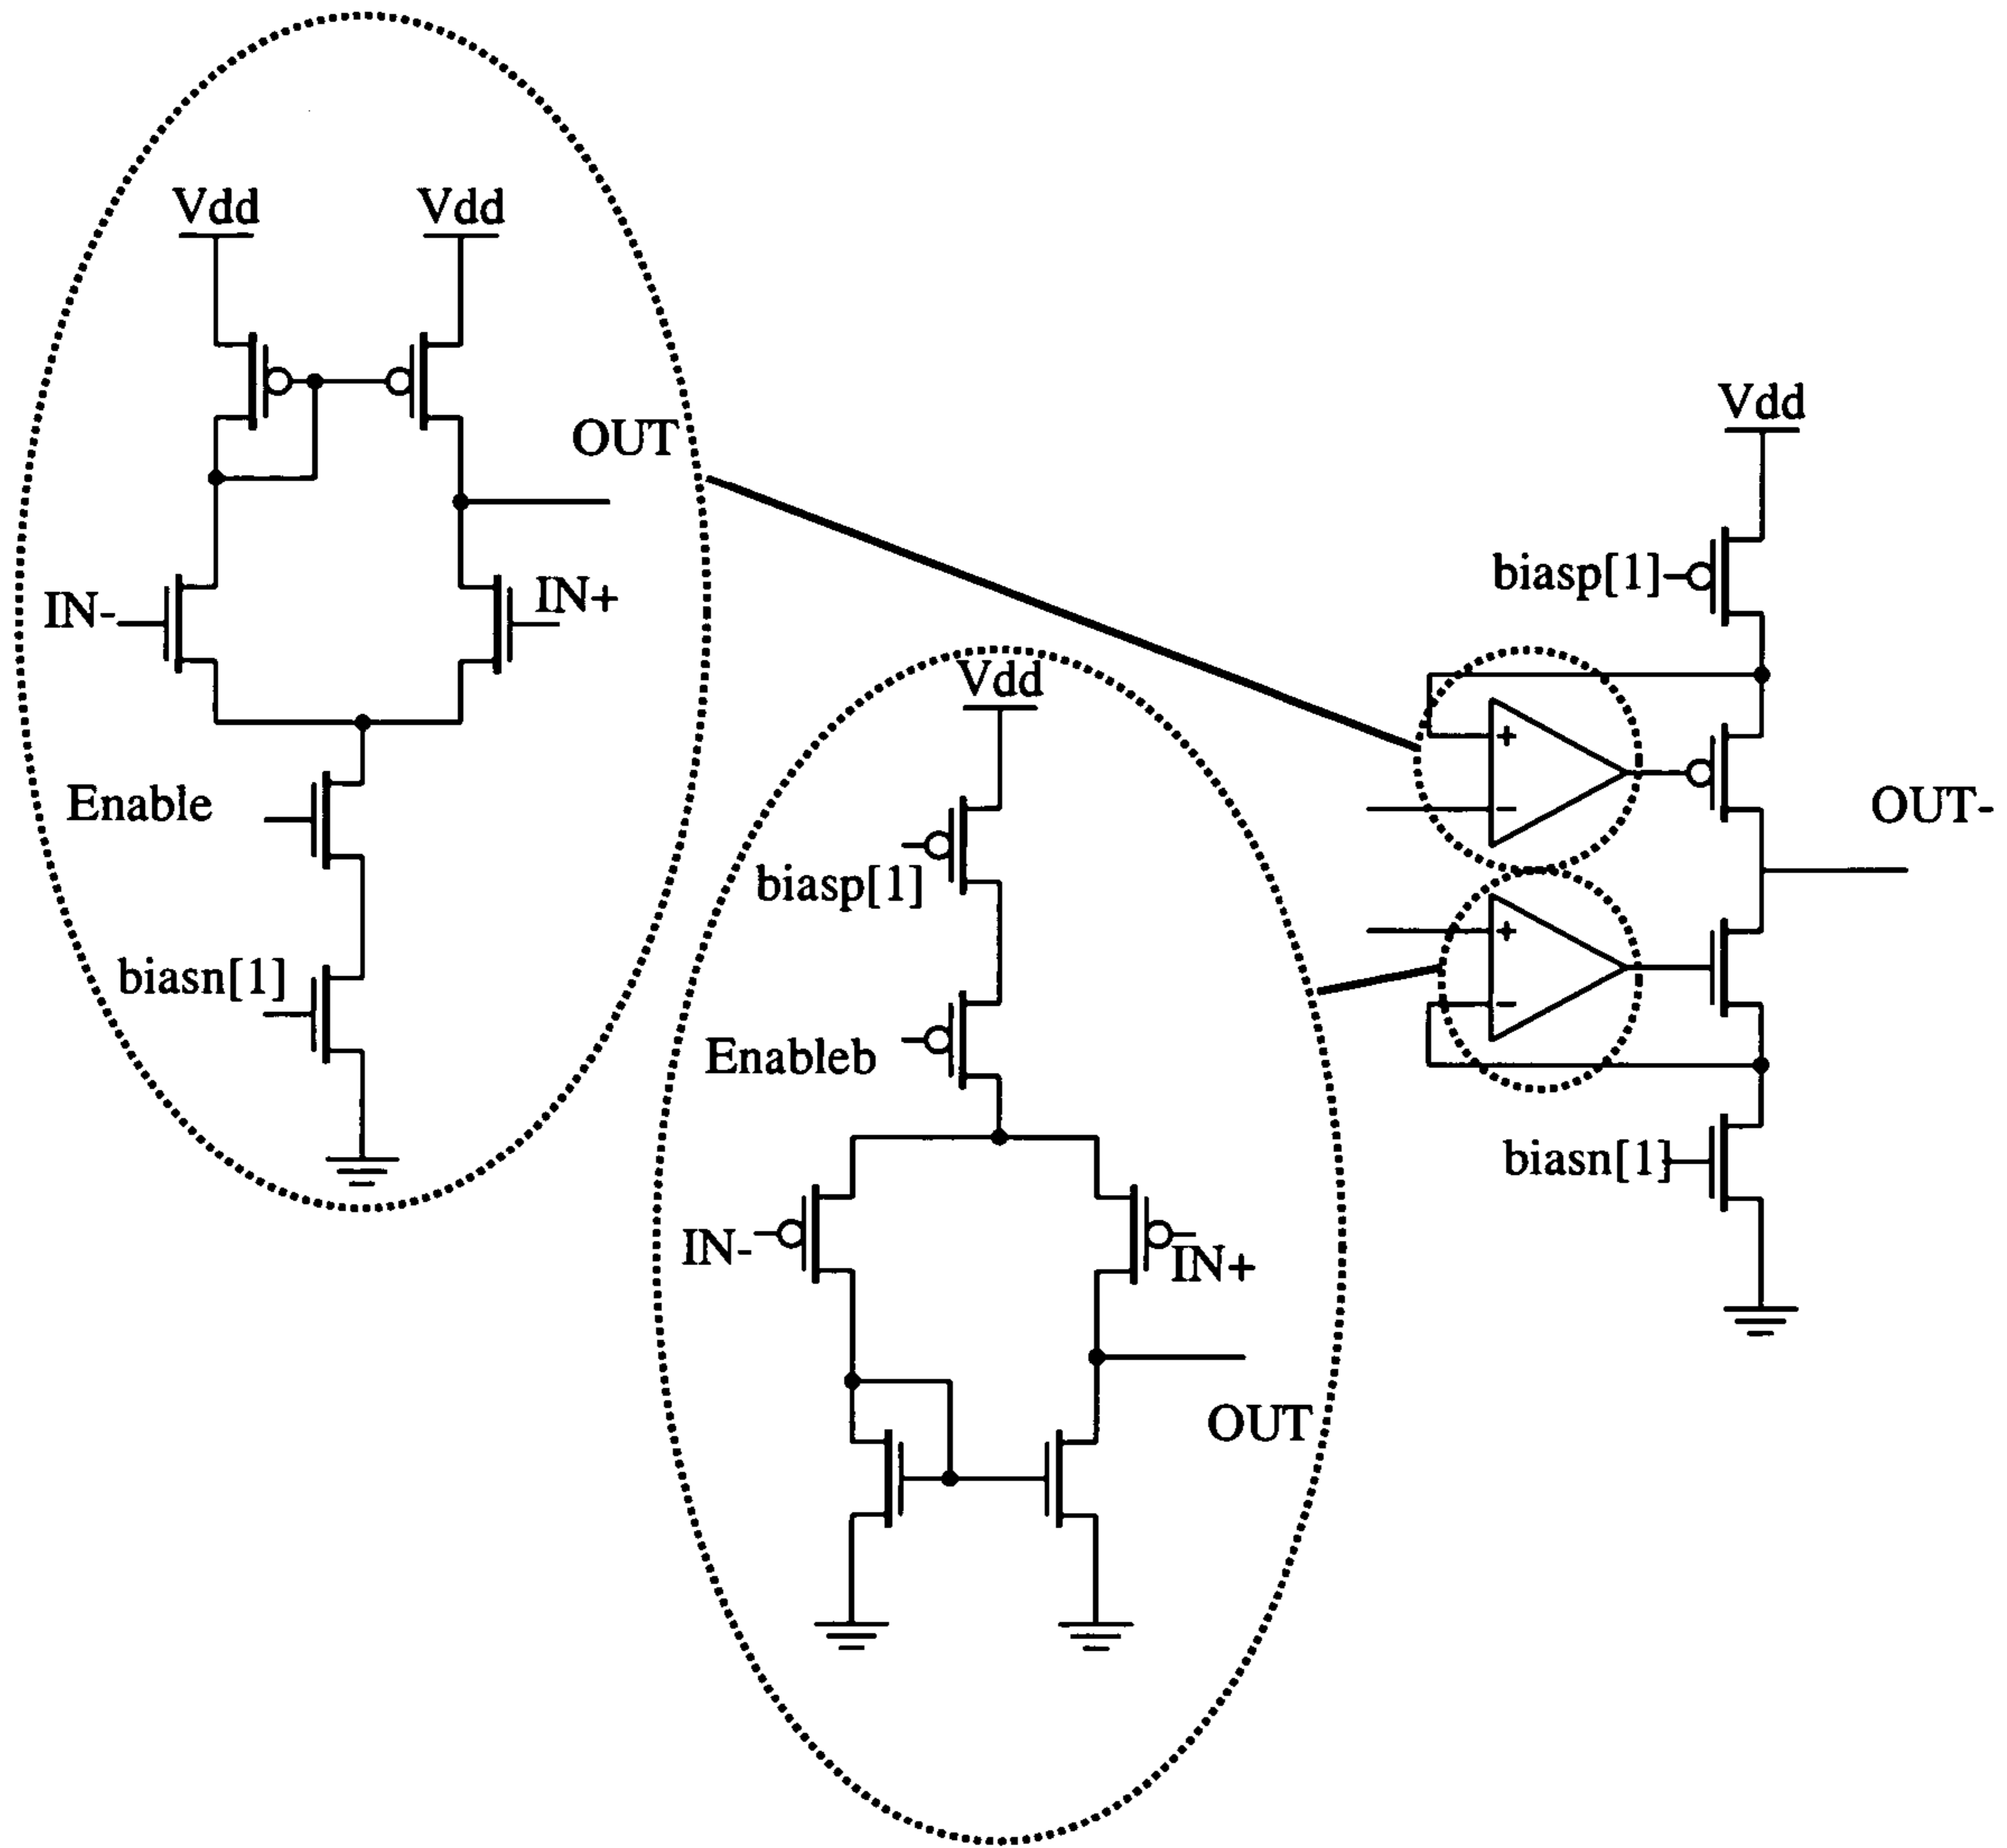 Vdd
Vdd
OUT
IN-
IN+
Enable
biasn[1]
Vdd
biasp[1]
Enableb
IN-
IN+
OUT
Vdd
biasp[1]
+
-
OUT-
+
-
biasn[1]